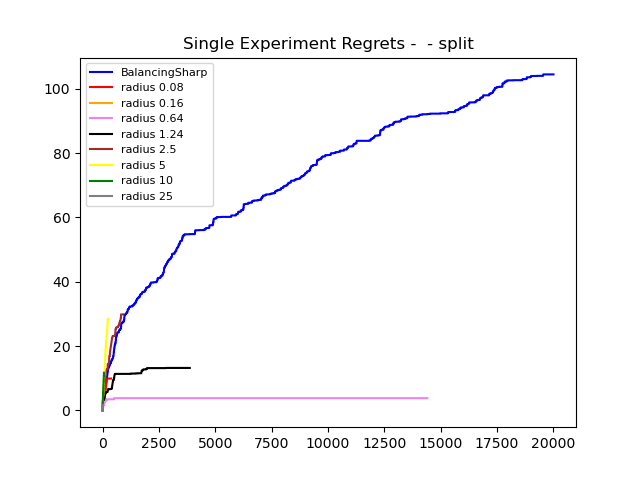 Single Experiment Regrets -  - split
BalancingSharp
radius 0.08
radius 0.16
radius 0.64
radius 1.24
radius 2.5
radius 5
radius 10
radius 25
100
80
60
40
20
0
0 2500 5000 7500 10000 12500 15000 17500 20000